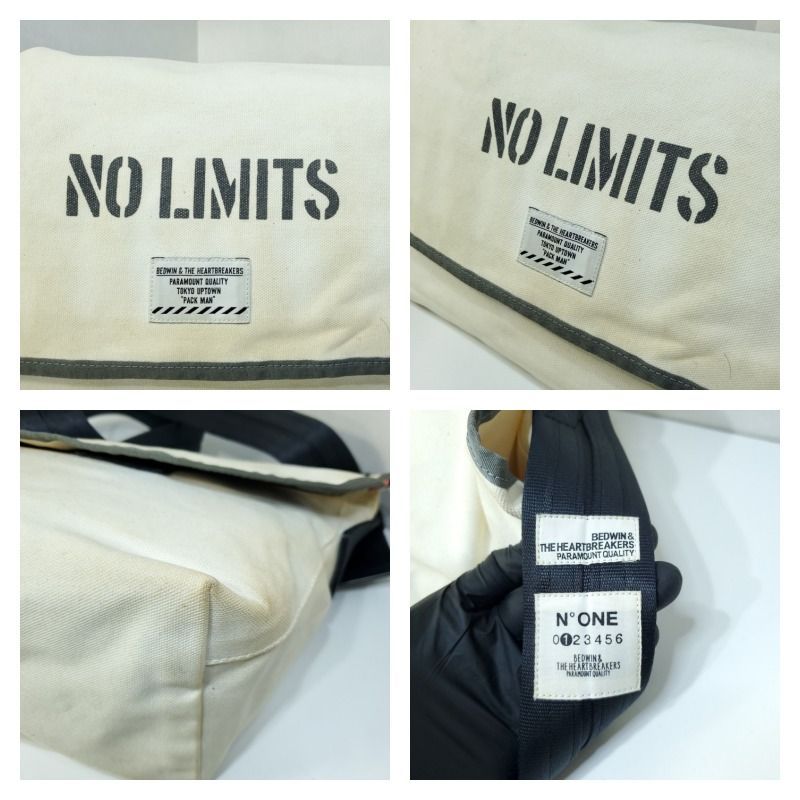 NO LIMITS
BEDWIN & THE HEARTBREAKERS
PARAMOUNT QUALITY
TOKYO UPTOWN
"PACK MAN"
NO LIMITS
BEDWIN & THE HEARTBREAKERS
PARAMOUNT QUALITY
TOKYO UPTOWN
"PACK MAN"
BEDWIN &
THE HEARTBREAKERS
PARAMOUNT QUALITY
N° ONE
0123456
BEDWIN &
THE HEARTBREAKERS
PARAMOUNT QUALITY